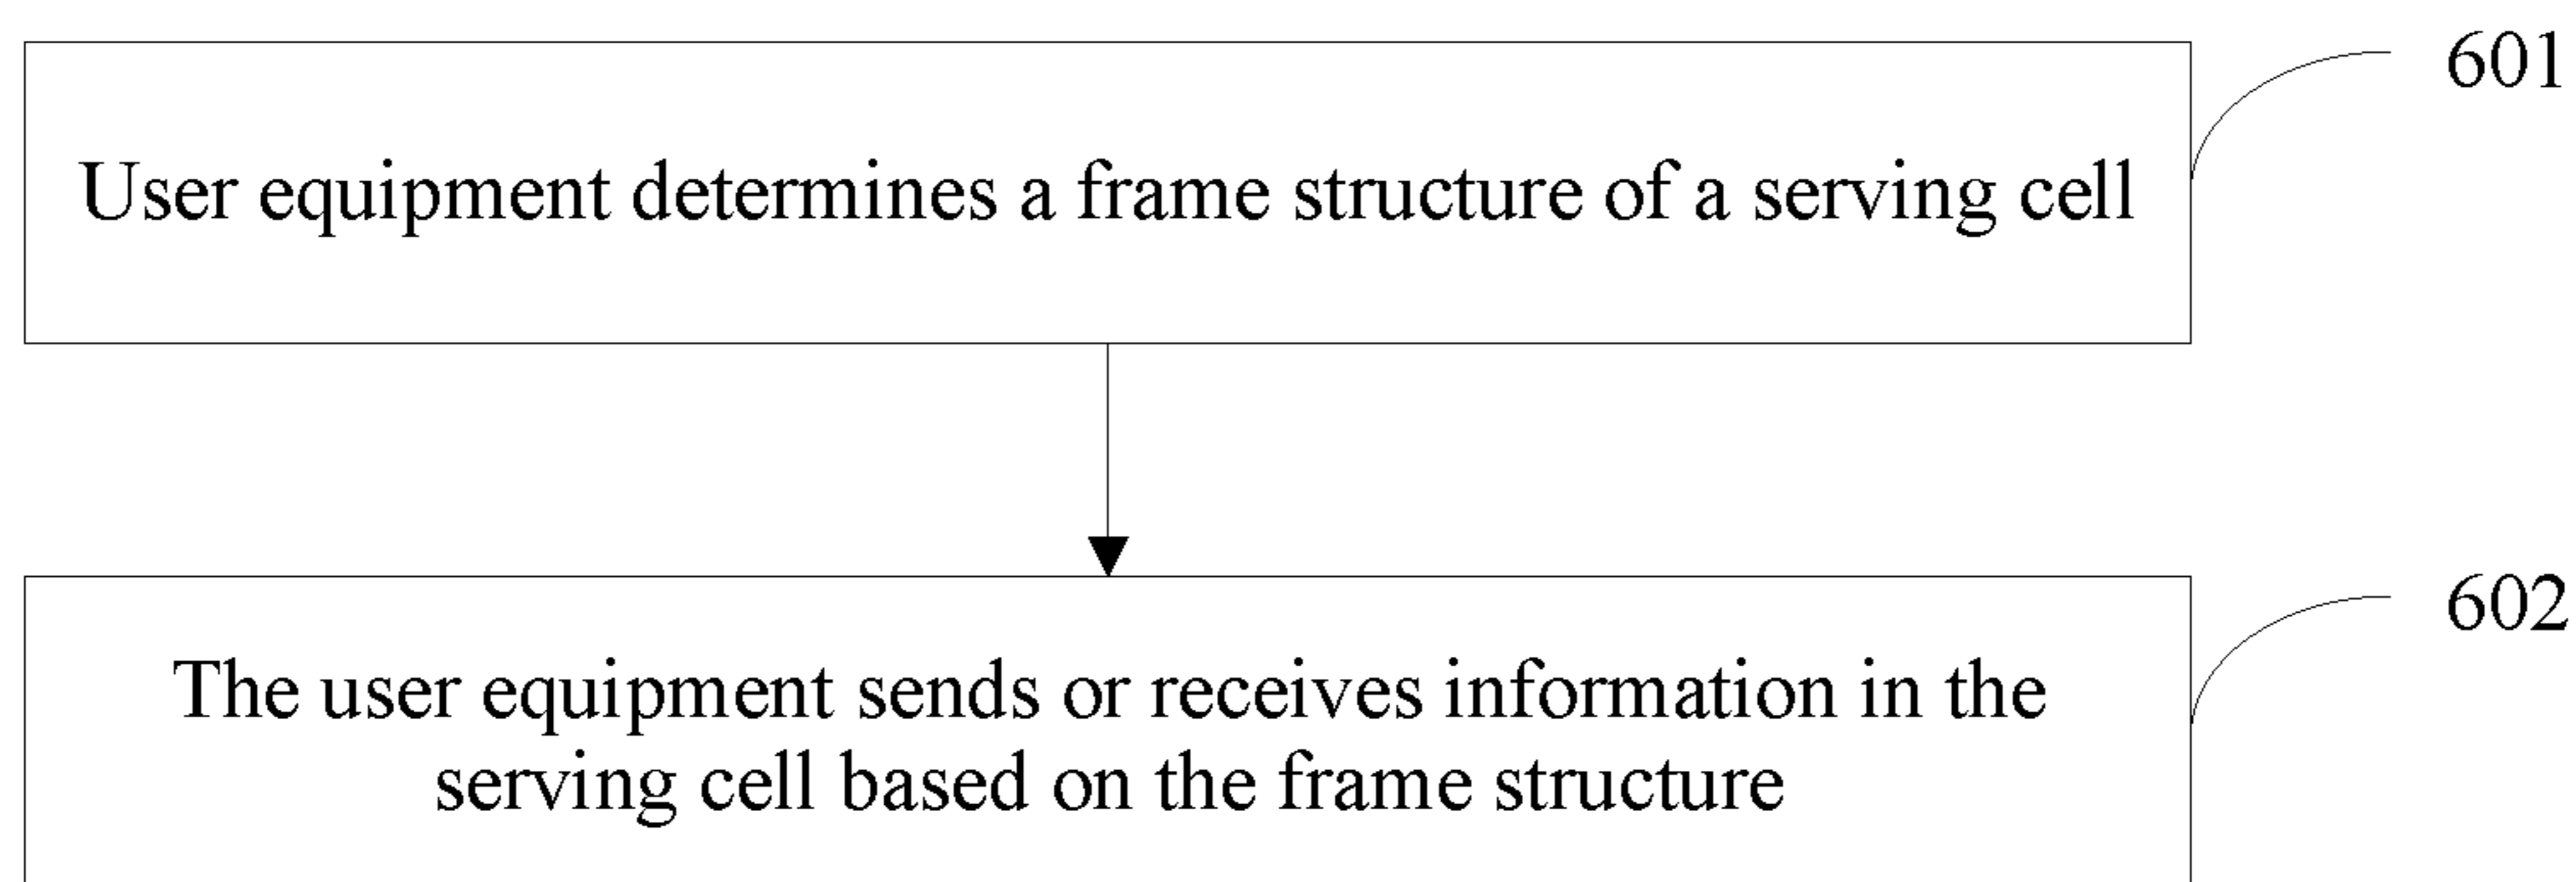 601
User equipment determines a frame structure of a serving cell
602
The user equipment sends or receives information in the
serving cell based on the frame structure